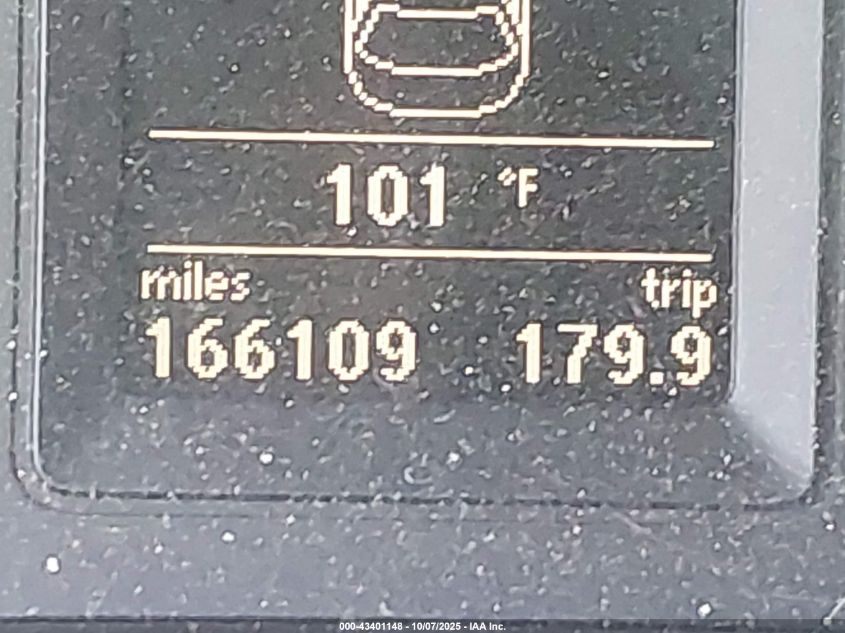 101 °F
miles trip
166109 179.9
000-43401148 - 10/07/2025 - IAA Inc.